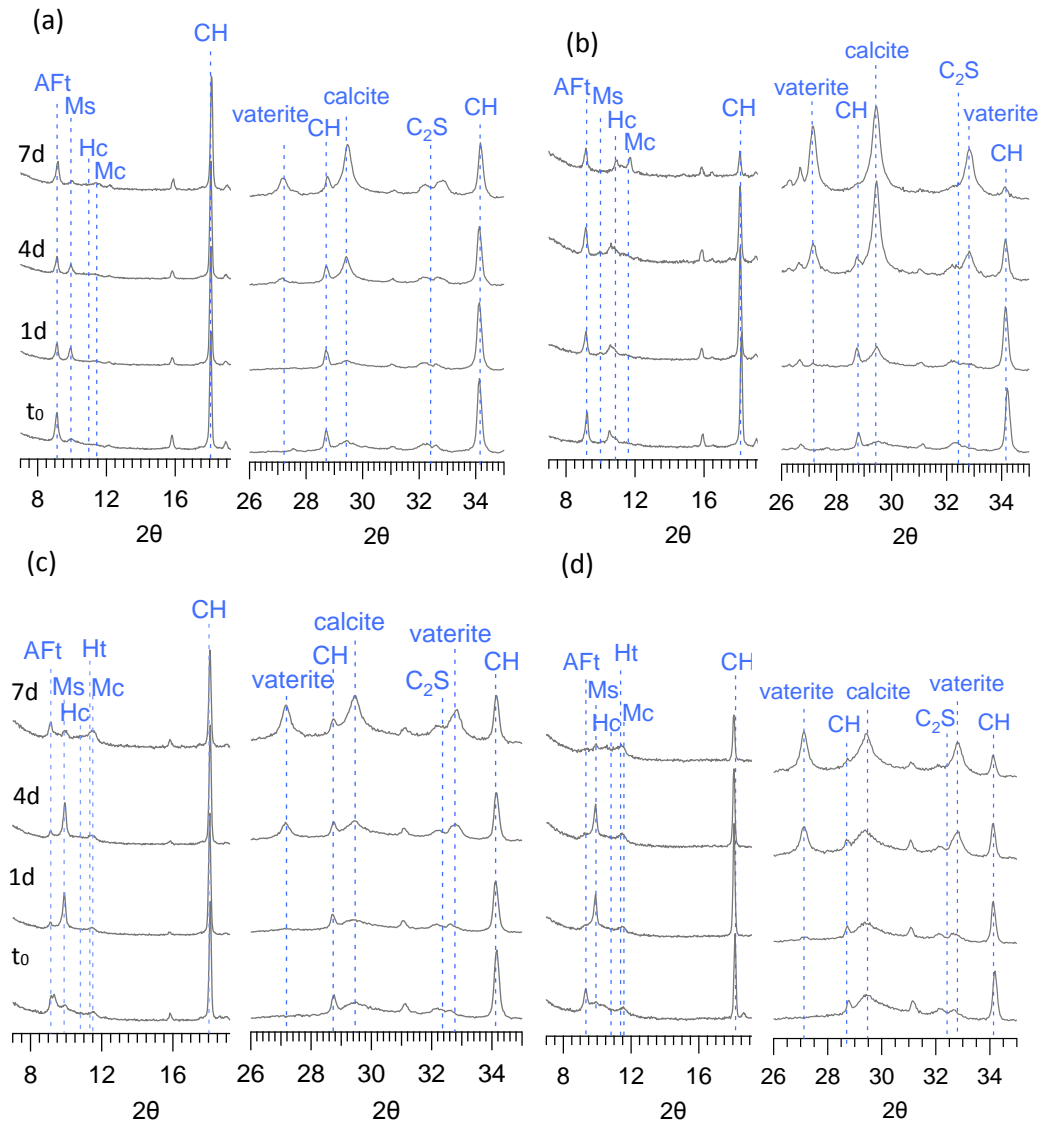 (a)
CH
AFt
Ms
Hc
Mc
7d
4d
1d
t0
vaterite
CH
calcite
C2S
CH
8 12 16
2θ
26 28 30 32 34
2θ
(b)
AFt
Ms
Hc
Mc
CH
vaterite
CH
calcite
C2S
vaterite
CH
8 12 16
2θ
26 28 30 32 34
2θ
(c)
CH
AFt
Ht
Ms
Mc
Hc
7d
4d
1d
t0
vaterite
CH
calcite
vaterite
C2S
CH
8 12 16
2θ
26 28 30 32 34
2θ
(d)
AFt
Ht
Ms
Hc
Mc
CH
vaterite
calcite
CH
vaterite
C2S
CH
8 12 16
2θ
26 28 30 32 34
2θ